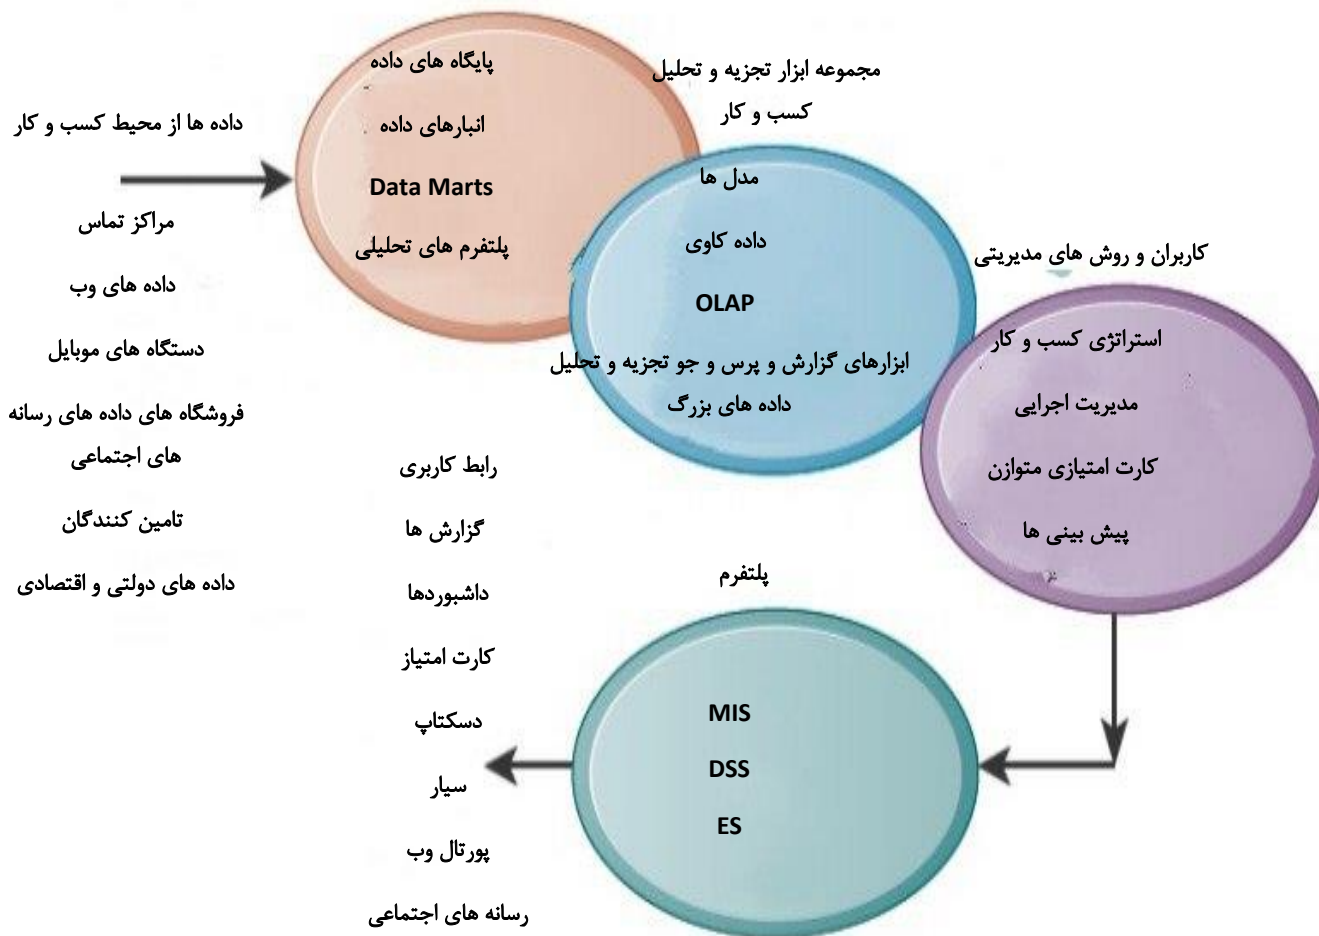 داده ها از محیط کسب و کار
مراکز تماس
داده های وب
دستگاه های موبایل
فروشگاه های داده های رسانه
های اجتماعی
تامین کنندگان
داده های دولتی و اقتصادی
پایگاه های داده
انبارهای داده
Data Marts
پلتفرم های تحلیلی
مجموعه ابزار تجزیه و تحلیل
کسب و کار
مدل ها
داده کاوی
OLAP
ابزارهای گزارش و پرس و جو تجزیه و تحلیل
داده های بزرگ
کاربران و روش های مدیریتی
استراتژی کسب و کار
مدیریت اجرایی
کارت امتیازی متوازن
پیش بینی ها
پلتفرم
MIS
DSS
ES
رابط کاربری
گزارش ها
داشبوردها
کارت امتیاز
دسکتاپ
سیار
پورتال وب
رسانه های اجتماعی